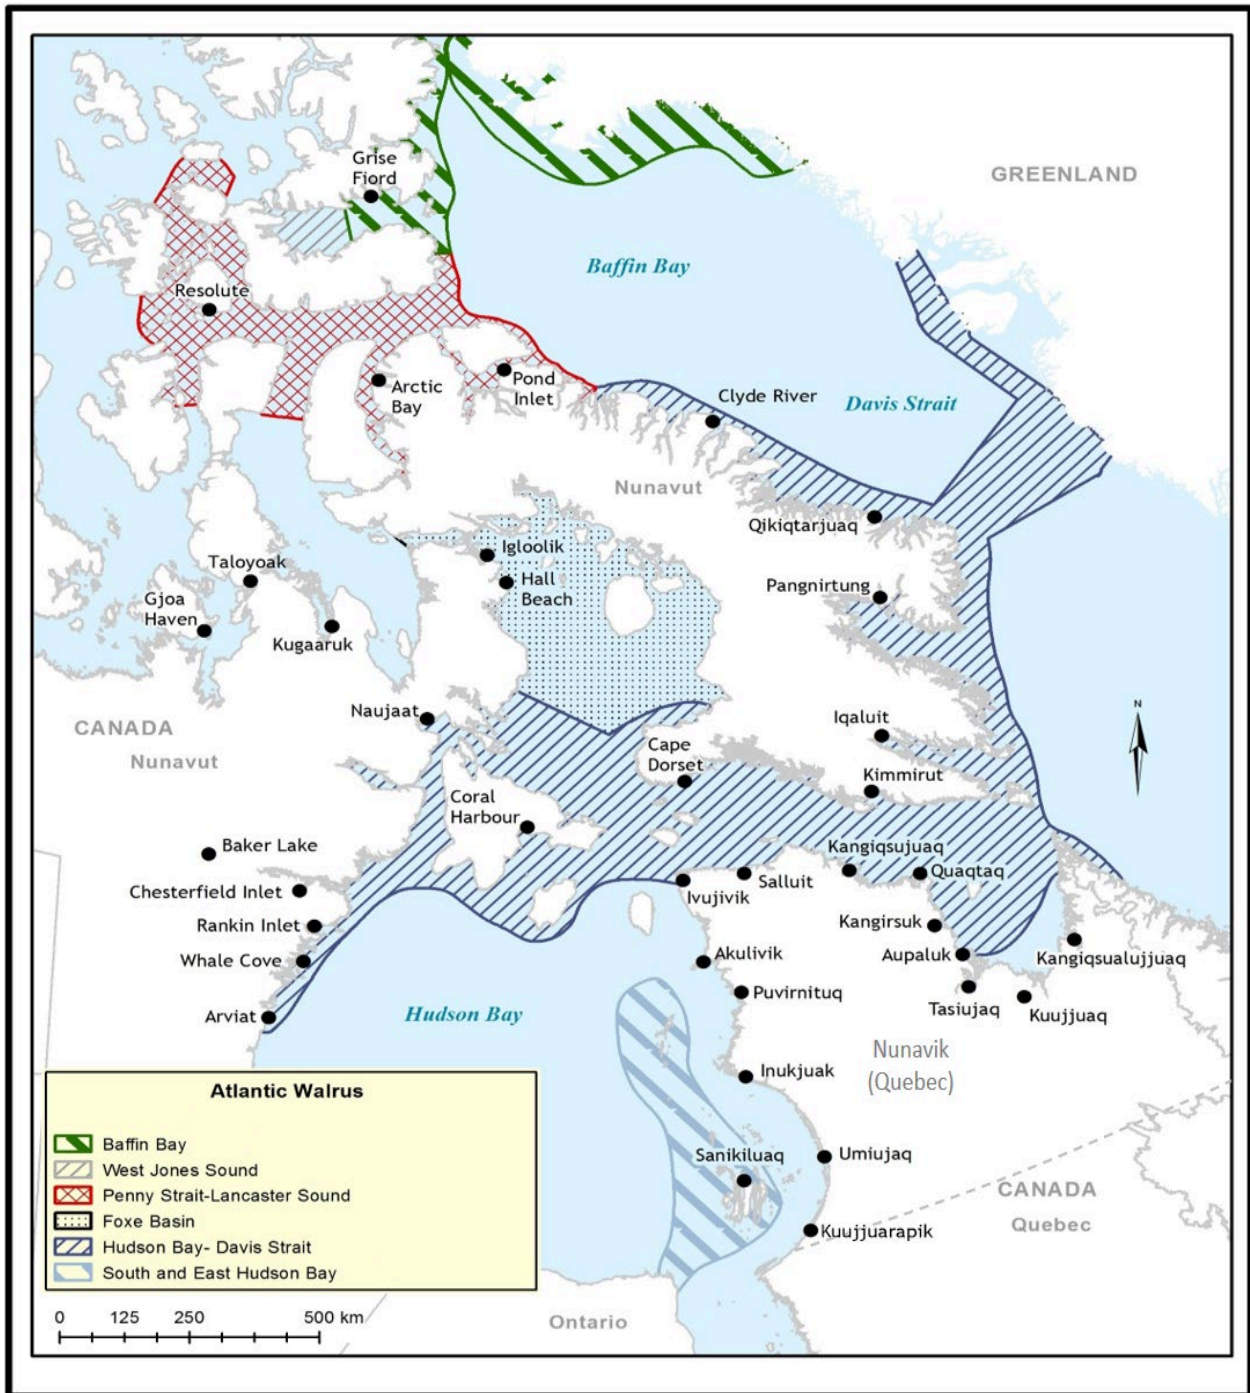 Grise
Fiord
GREENLAND
Baffin Bay
Resolute
Arctic
Bay
Pond
Inlet
Clyde River
Davis Strait
Nunavut
Qikiqtarjuaq
Igloolik
Hall
Beach
Taloyoak
Gjoa
Haven
Kugaaruk
Pangnirtung
Naujaat
CANADA
Nunavut
Iqaluit
Cape
Dorset
Kimmirut
N
Coral
Harbour
Baker Lake
Chesterfield Inlet
Rankin Inlet
Whale Cove
Arviat
Kangiqsujuaq
Salluit
Quaqtaq
Ivujivik
Kangirsuk
Akulivik
Aupaluk
Kangiqsualujjuaq
Puvirnituq
Tasiujaq
Kuujjuaq
Hudson Bay
Nunavik
(Quebec)
Inukjuak
Sanikiluaq
Umiujaq
CANADA
Quebec
Kuujjuarapik
Ontario
Atlantic Walrus
Baffin Bay
West Jones Sound
Penny Strait-Lancaster Sound
Foxe Basin
Hudson Bay- Davis Strait
South and East Hudson Bay
0 125 250 500 km